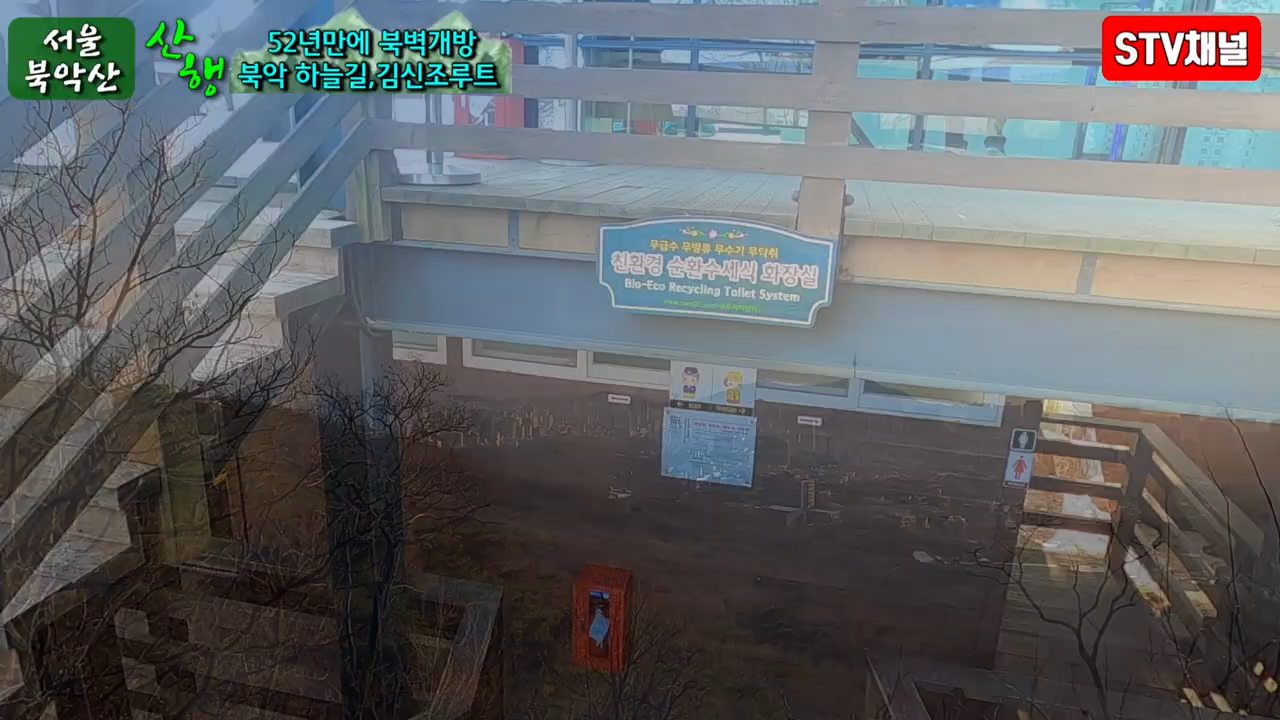 서울
북악산
산행
52년만에 북벽개방
북악 하늘길,김신조루트
STV채널
무급수 무방류 무수기 무악취
친환경 순환수세식 화장실
Bio-Eco Recycling Toilet System